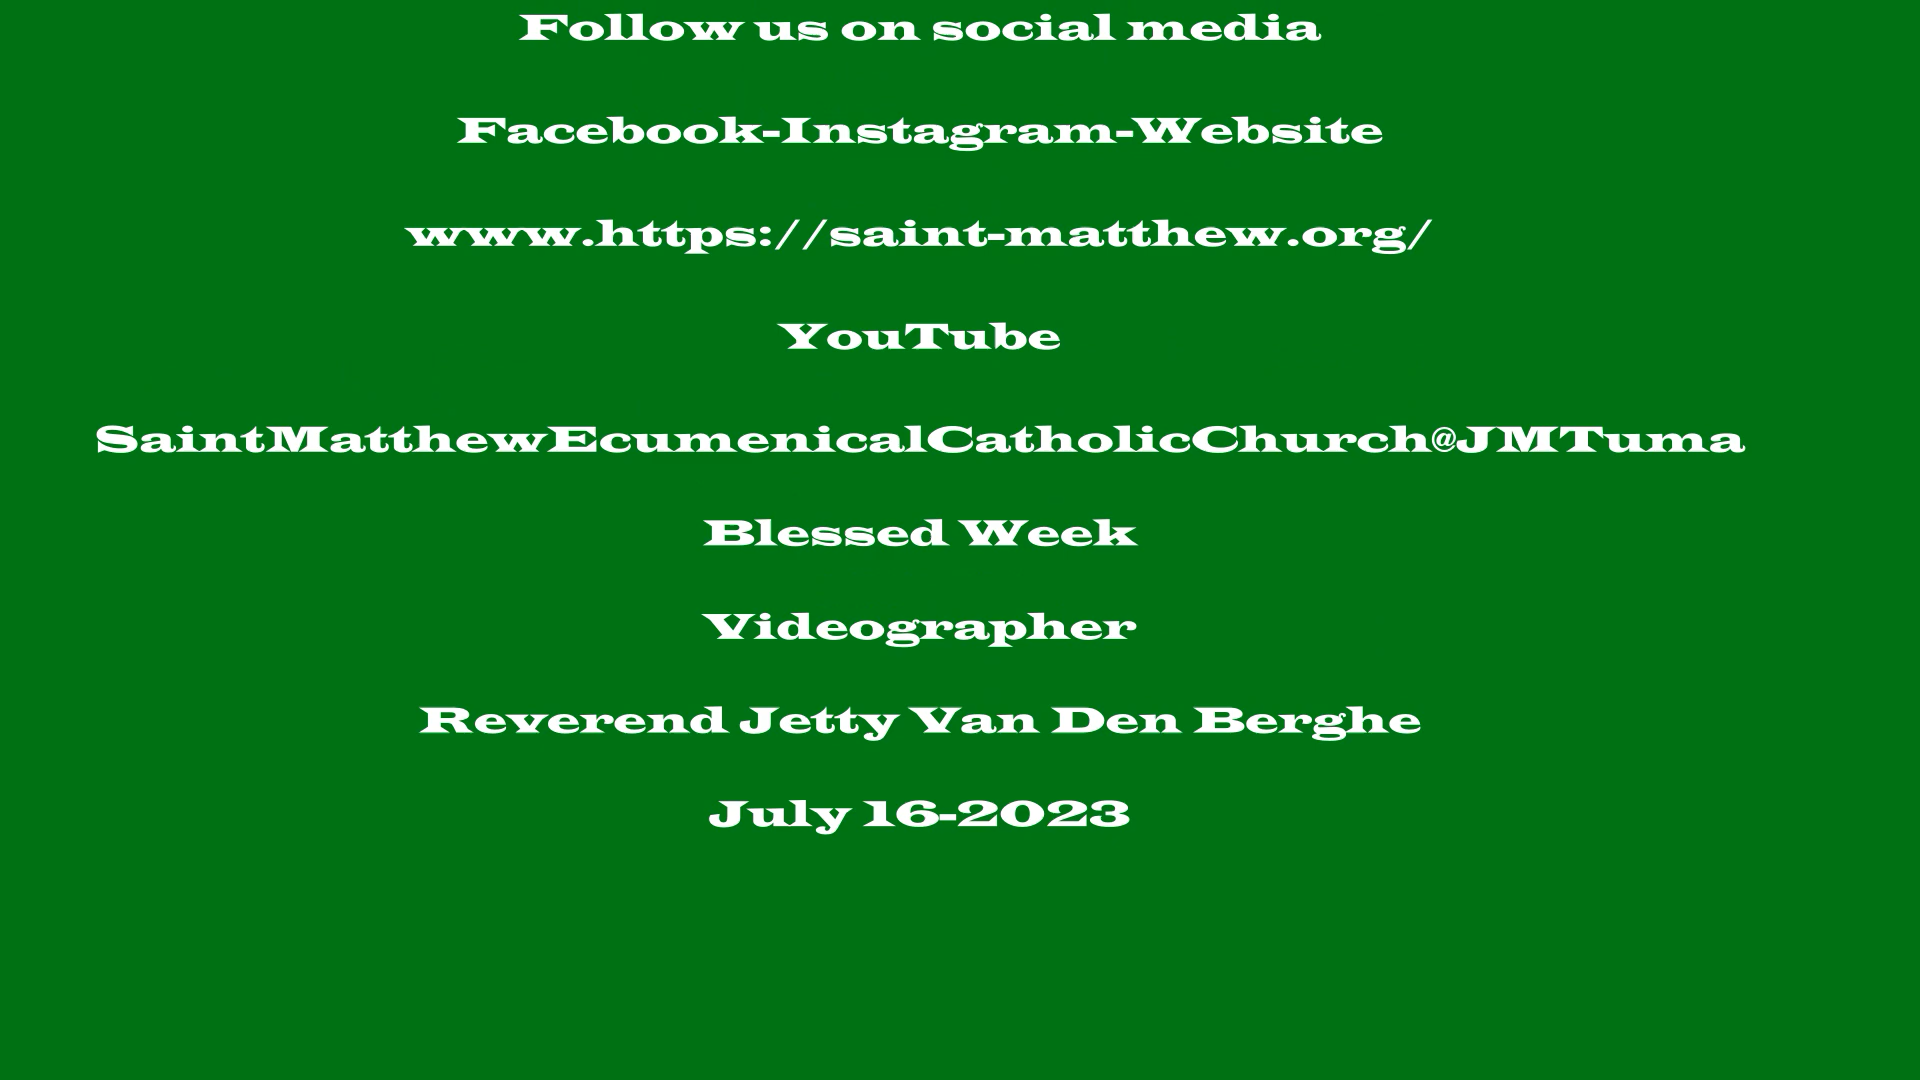 Follow us on social media
Facebook-Instagram-Website
www.https://saint-matthew.org/
YouTube
SaintMatthewEcumenicalCatholicChurch@JMTuma
Blessed Week
Videographer
Reverend Jetty Van Den Berghe
July 16-2023